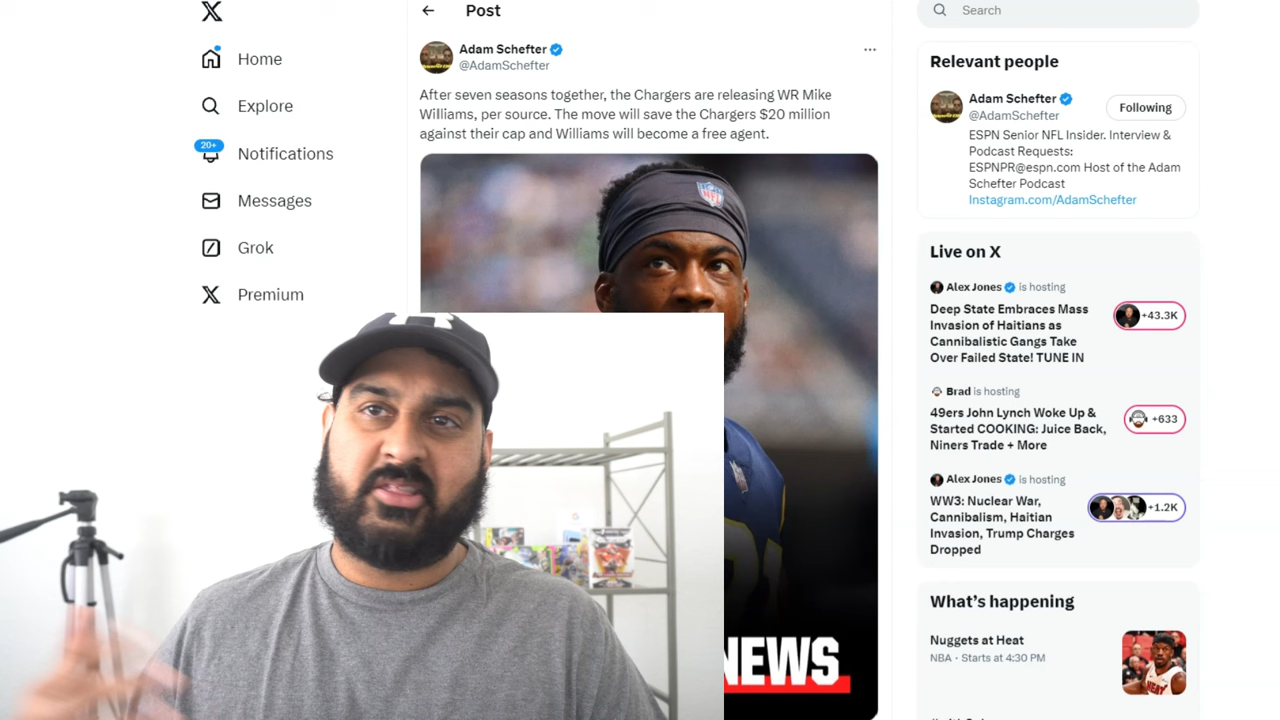 Home
Explore
20+
Notifications
Messages
Grok
Premium
Post
Adam Schefter
@AdamSchefter
After seven seasons together, the Chargers are releasing WR Mike
Williams, per source. The move will save the Chargers $20 million
against their cap and Williams will become a free agent.
NFL
NEWS
Search
Relevant people
Adam Schefter
@AdamSchefter
Following
ESPN Senior NFL Insider. Interview &
Podcast Requests:
ESPNPR@espn.com Host of the Adam
Schefter Podcast
Instagram.com/AdamSchefter
Live on X
Alex Jones is hosting
Deep State Embraces Mass
Invasion of Haitians as
Cannibalistic Gangs Take
Over Failed State! TUNE IN
+43.3K
Brad is hosting
49ers John Lynch Woke Up &
Started COOKING: Juice Back,
Niners Trade + More
+633
Alex Jones is hosting
WW3: Nuclear War,
Cannibalism, Haitian
Invasion, Trump Charges
Dropped
+1.2K
What's happening
Nuggets at Heat
NBA · Starts at 4:30 PM
HEAT